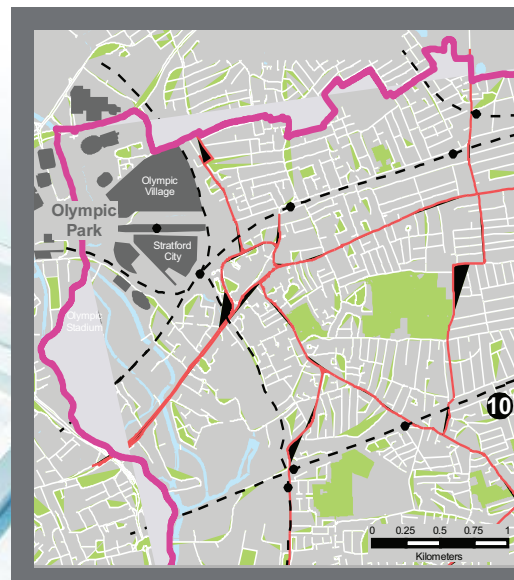 Olympic
Village
Olympic
Park
Stratford
City
Olympic
Stadium
10
0 0.25 0.5 0.75 1
Kilometers